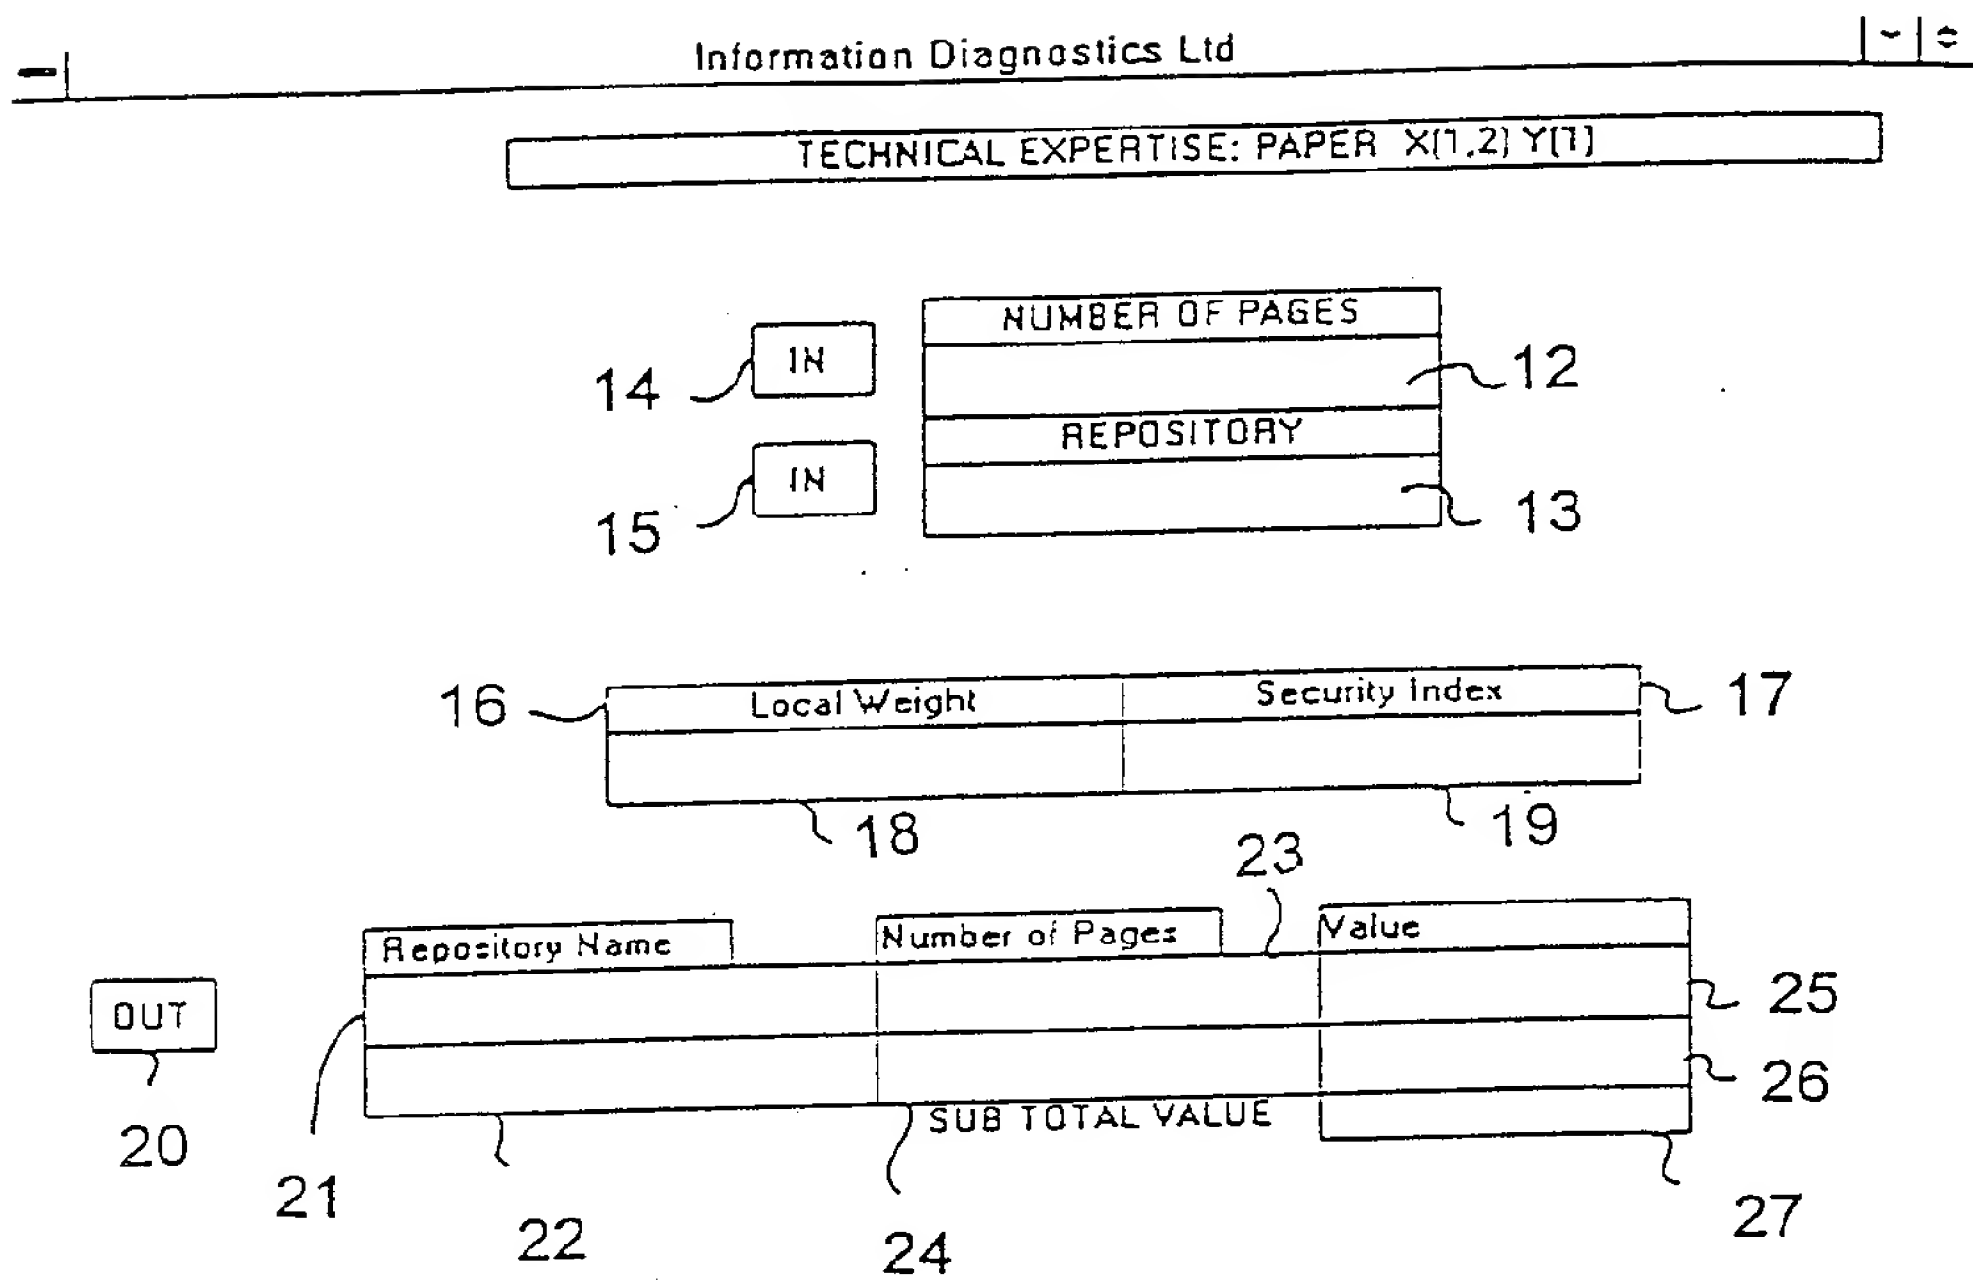 Information Diagnostics Ltd
TECHNICAL EXPERTISE: PAPER X(1,2) Y(1)
NUMBER OF PAGES
14 IN 12
REPOSITORY
15 IN 13
16 Local Weight Security Index 17
18 19
23
Repository Name Number of Pages Value
OUT 25
26
SUB TOTAL VALUE
20 21 22 24 27